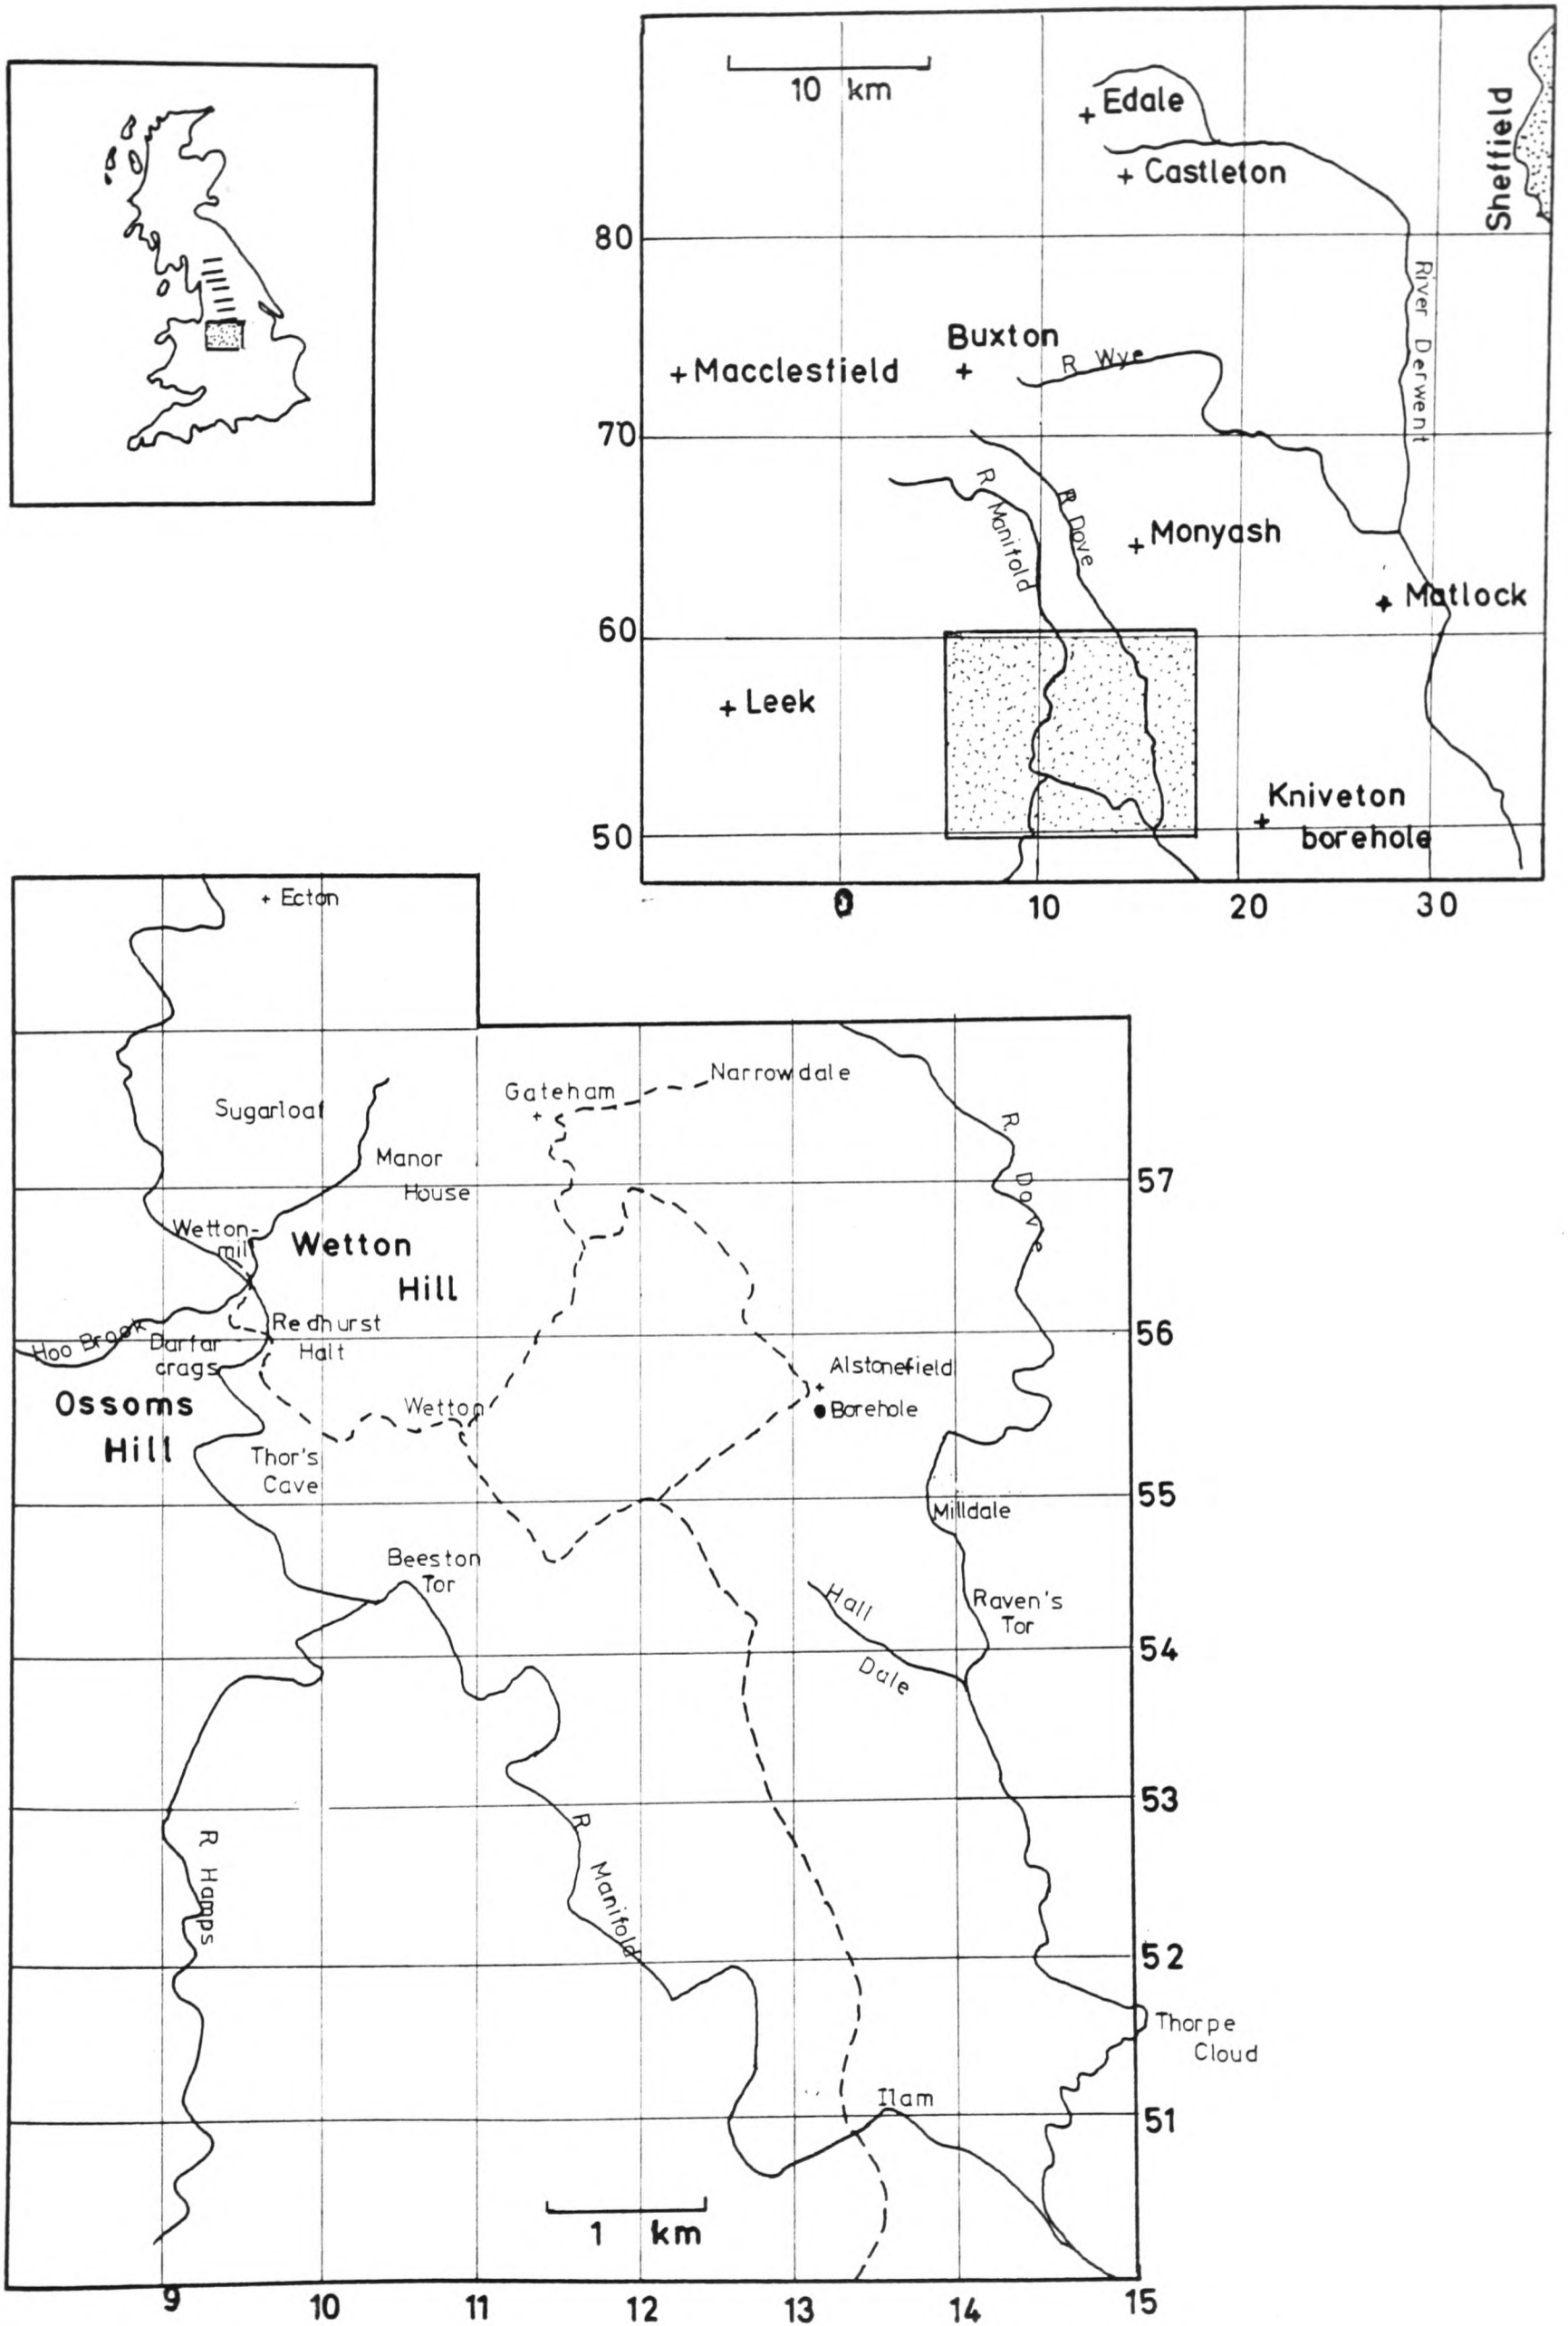 10 km
Edale
Castleton
Sheffield
80
River Derwent
Buxton
R Wye
Macclesfield
70
R Manifold
R Dove
Monyash
Matlock
60
Leek
Kniveton
borehole
50
0 10 20 30
Ecton
Narrowdale
Gateham
Sugarloaf
R. Dove
Manor
House
57
Wetton-
mill
Wetton
Hill
Hoo Brook
Redhurst
Halt
56
Darfar
crags
Alstonefield
Borehole
Ossoms
Hill
Wetton
Thor's
Cave
55
Milldale
Beeston
Tor
Hall
Dale
Raven's
Tor
54
53
R Hamps
R Manifold
52
Thorpe
Cloud
Ilam
51
1 km
9 10 11 12 13 14 15